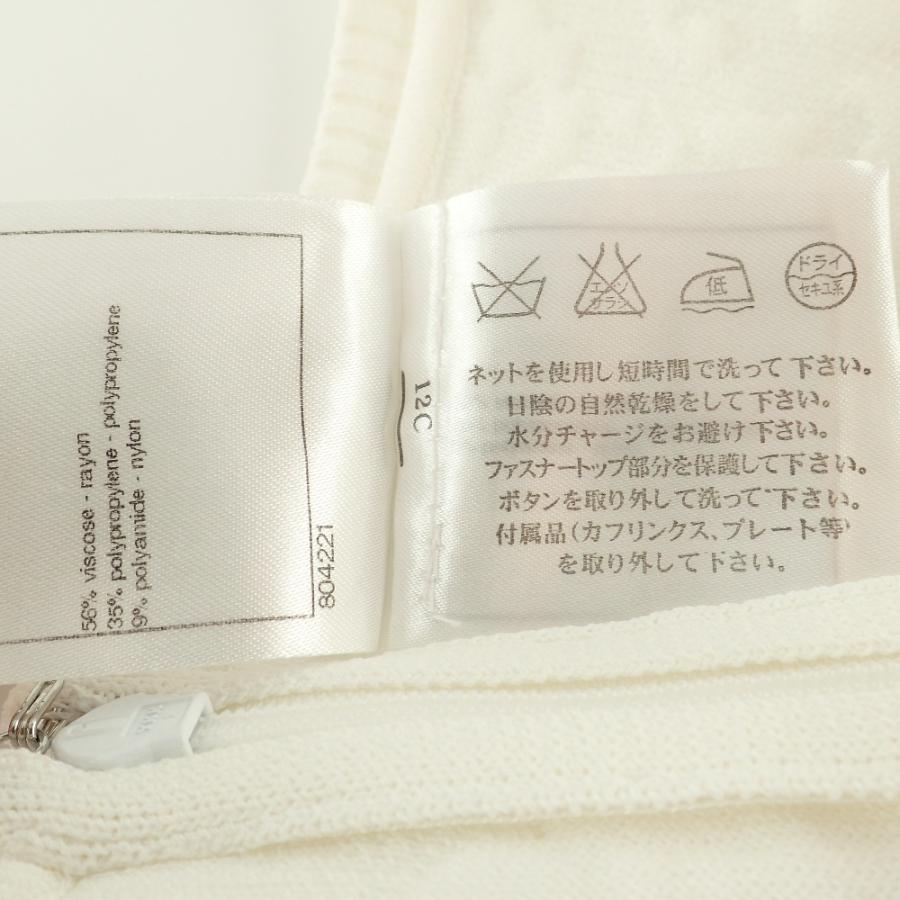 56% viscose - rayon
35% polypropylene - polypropylene
9% polyamide - nylon
804221
12C
エンソ
サラシ
低
ドライ
セキユ系
ネットを使用し短時間で洗って下さい。
日陰の自然乾燥をして下さい。
水分チャージをお避け下さい。
ファスナートップ部分を保護して下さい。
ボタンを取り外して洗って下さい。
付属品(カフリンクス、プレート等)
を取り外して下さい。